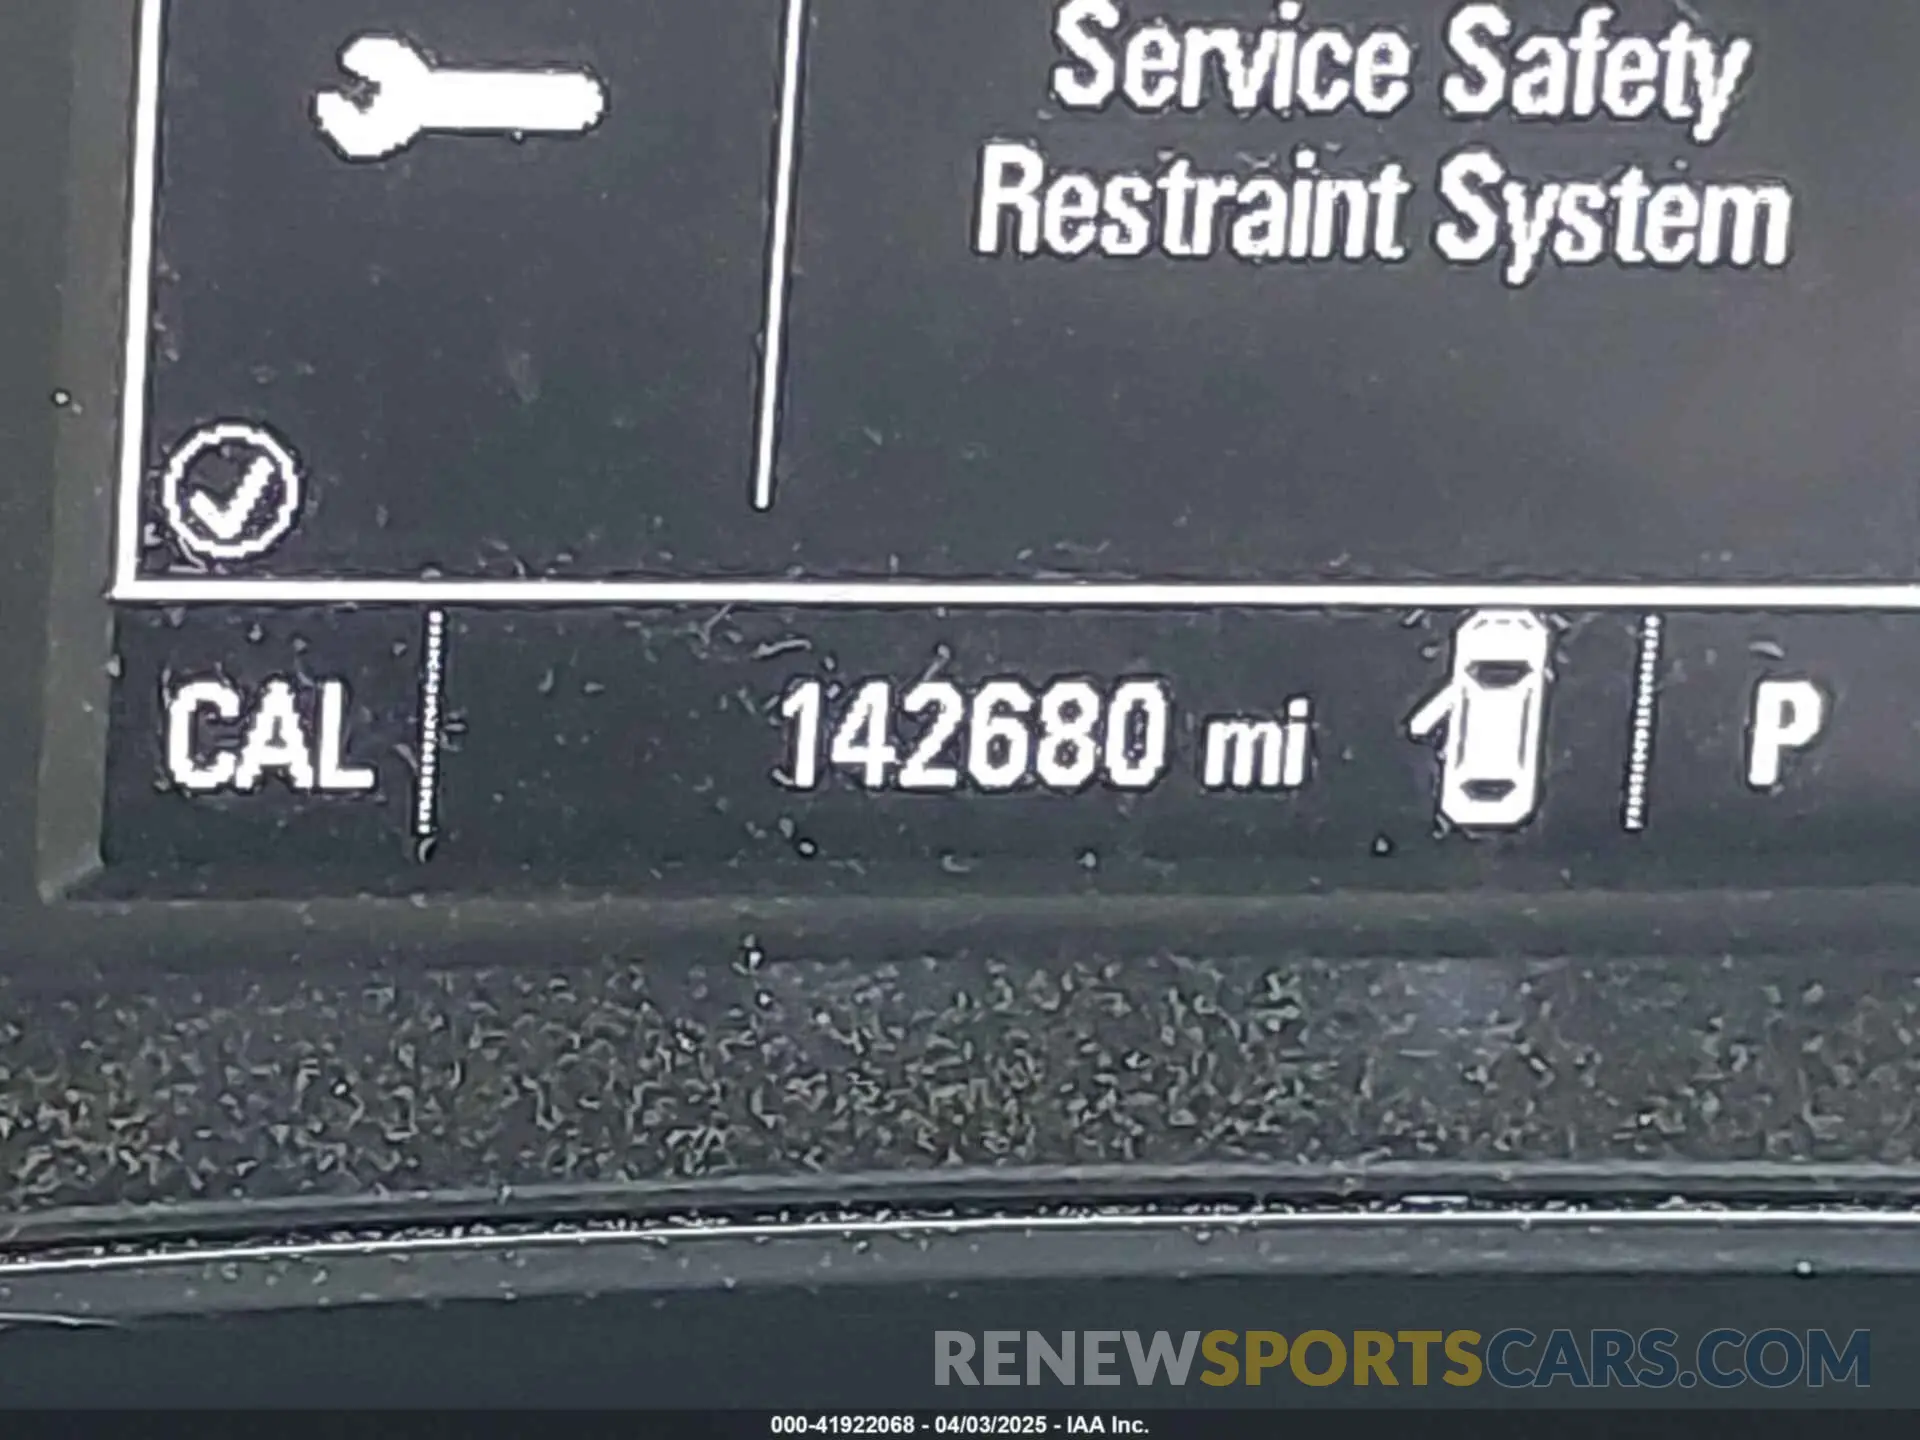 Service Safety
Restraint System
CAL 142680 mi P
RENEWSPORTSCARS.COM
000-41922068 - 04/03/2025 - IAA Inc.